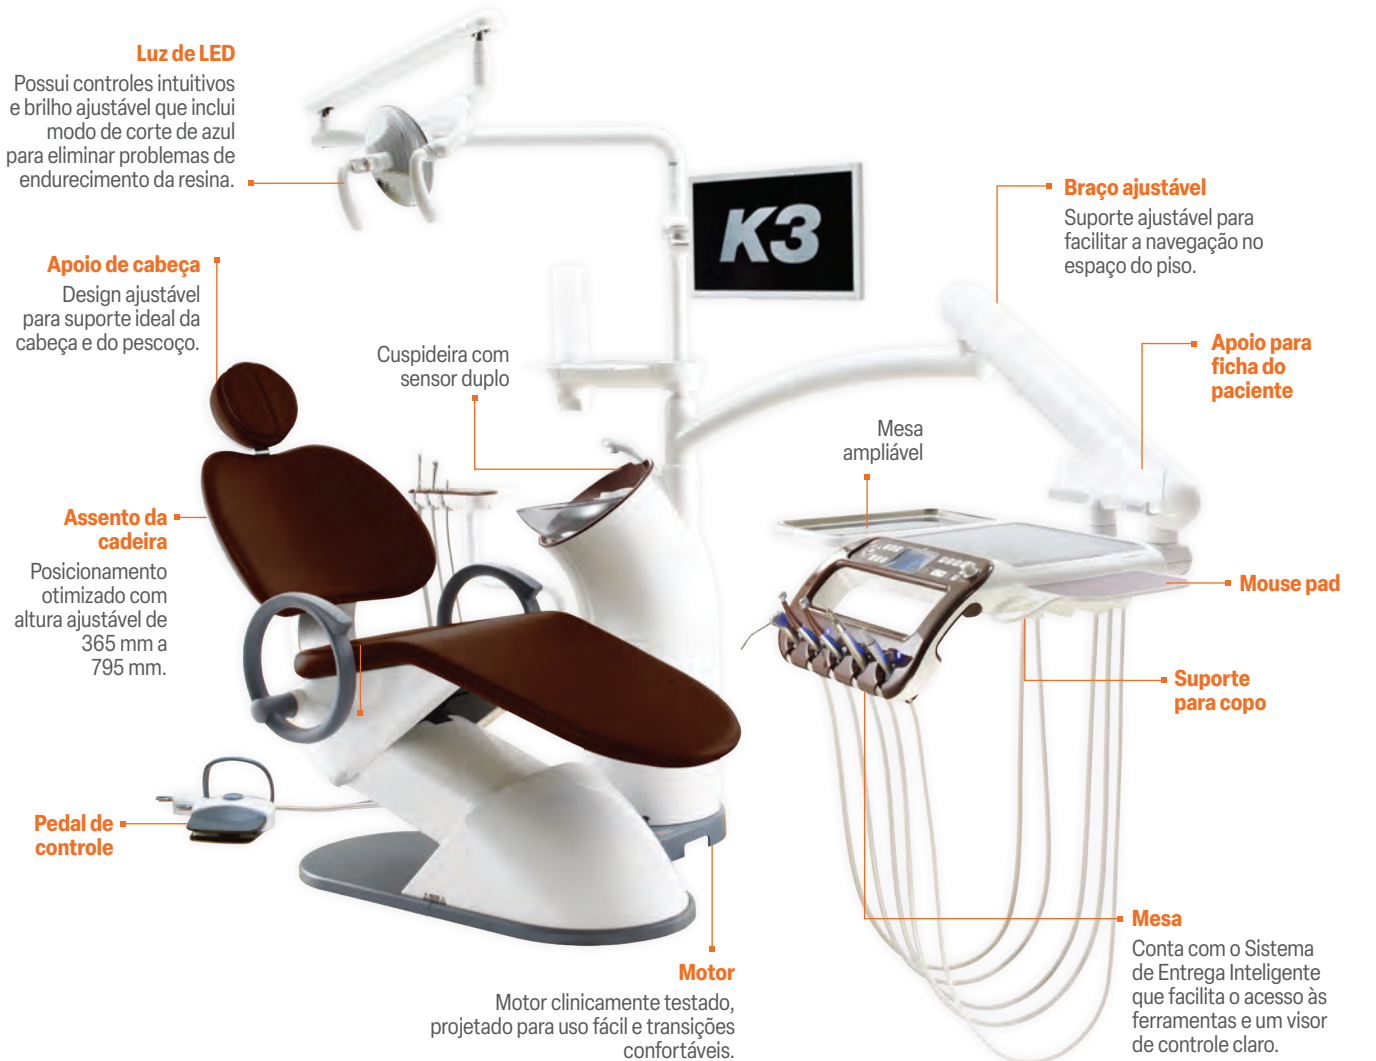 Luz de LED
Possui controles intuitivos
e brilho ajustável que inclui
modo de corte de azul
para eliminar problemas de
endurecimento da resina.
K3
Braço ajustável
Suporte ajustável para
facilitar a navegação no
espaço do piso.
Apoio de cabeça
Design ajustável
para suporte ideal da
cabeça e do pescoço.
Cuspideira com
sensor duplo
Apoio para
ficha do
paciente
Mesa
ampliável
Assento da
cadeira
Posicionamento
otimizado com
altura ajustável de
365 mm a
795 mm.
Mouse pad
Suporte
para copo
Pedal de
controle
Motor
Motor clinicamente testado,
projetado para uso fácil e transições
confortáveis.
Mesa
Conta com o Sistema
de Entrega Inteligente
que facilita o acesso às
ferramentas e um visor
de controle claro.